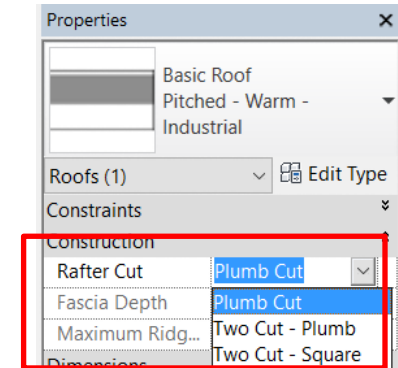 Properties ×
Basic Roof
Pitched - Warm -
Industrial
Roofs (1) Edit Type
Constraints
Construction
Rafter Cut Plumb Cut
Fascia Depth Plumb Cut
Maximum Ridg... Two Cut - Plumb
Dimensions Two Cut - Square